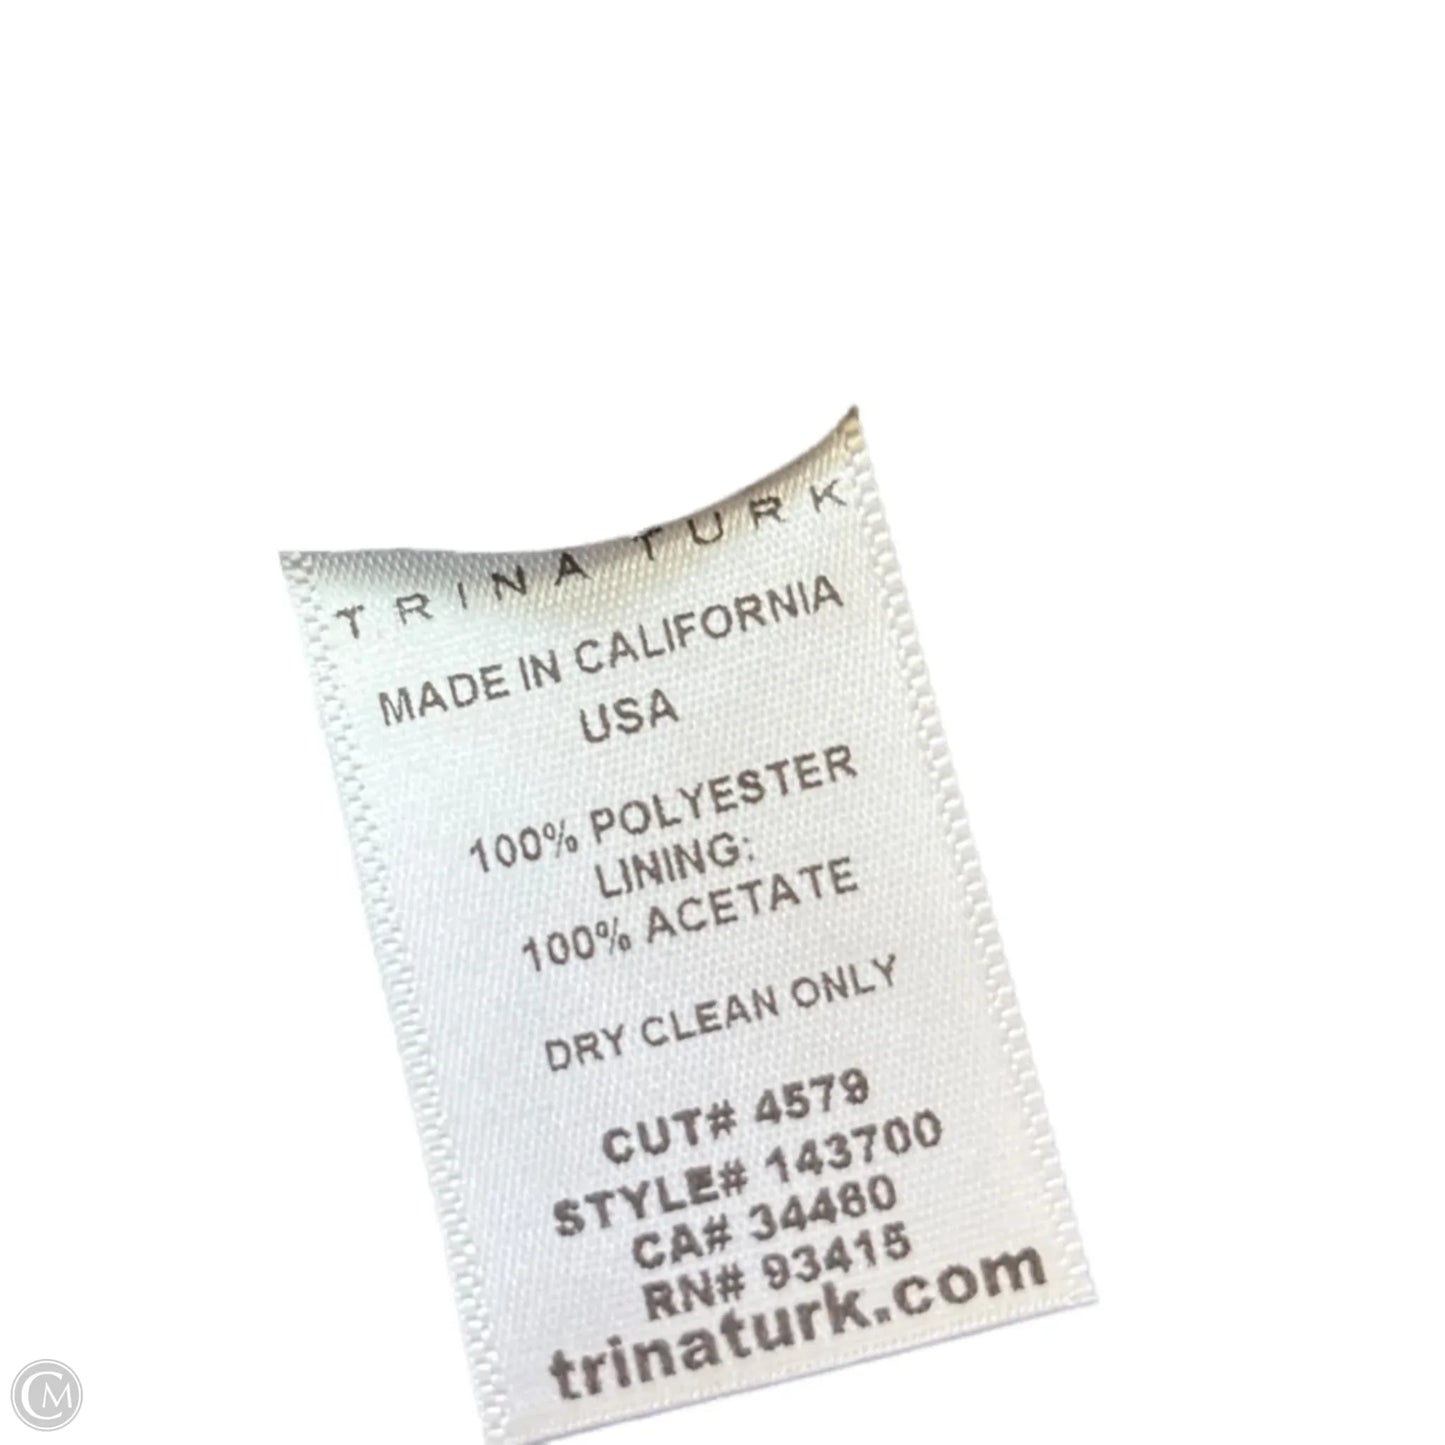 TRINA TURK
MADE IN CALIFORNIA
USA
100% POLYESTER
LINING:
100% ACETATE
DRY CLEAN ONLY
CUT# 4579
STYLE# 143700
CA# 34460
RN# 93415
trinaturk.com
CM